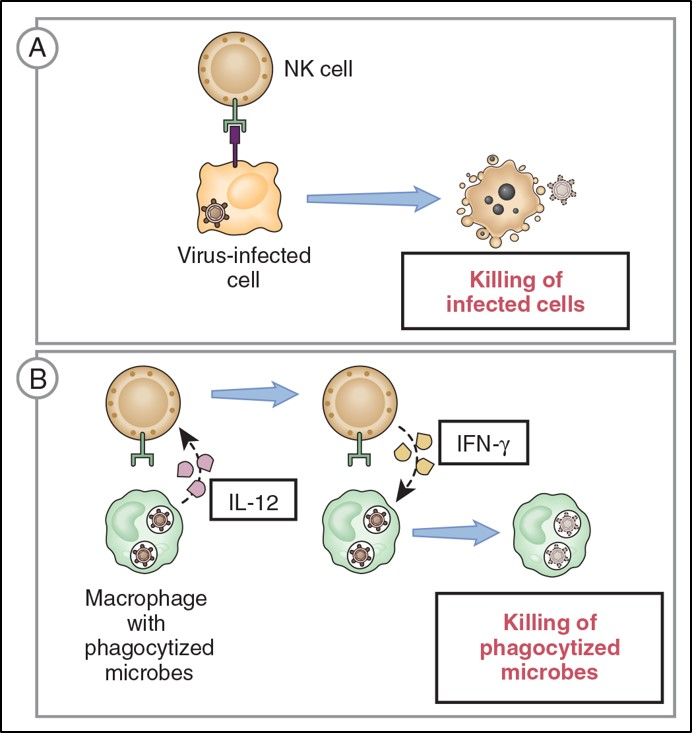 A
NK cell
Virus-infected
cell
Killing of
infected cells
B
IL-12
IFN-γ
Macrophage
with
phagocytized
microbes
Killing of
phagocytized
microbes